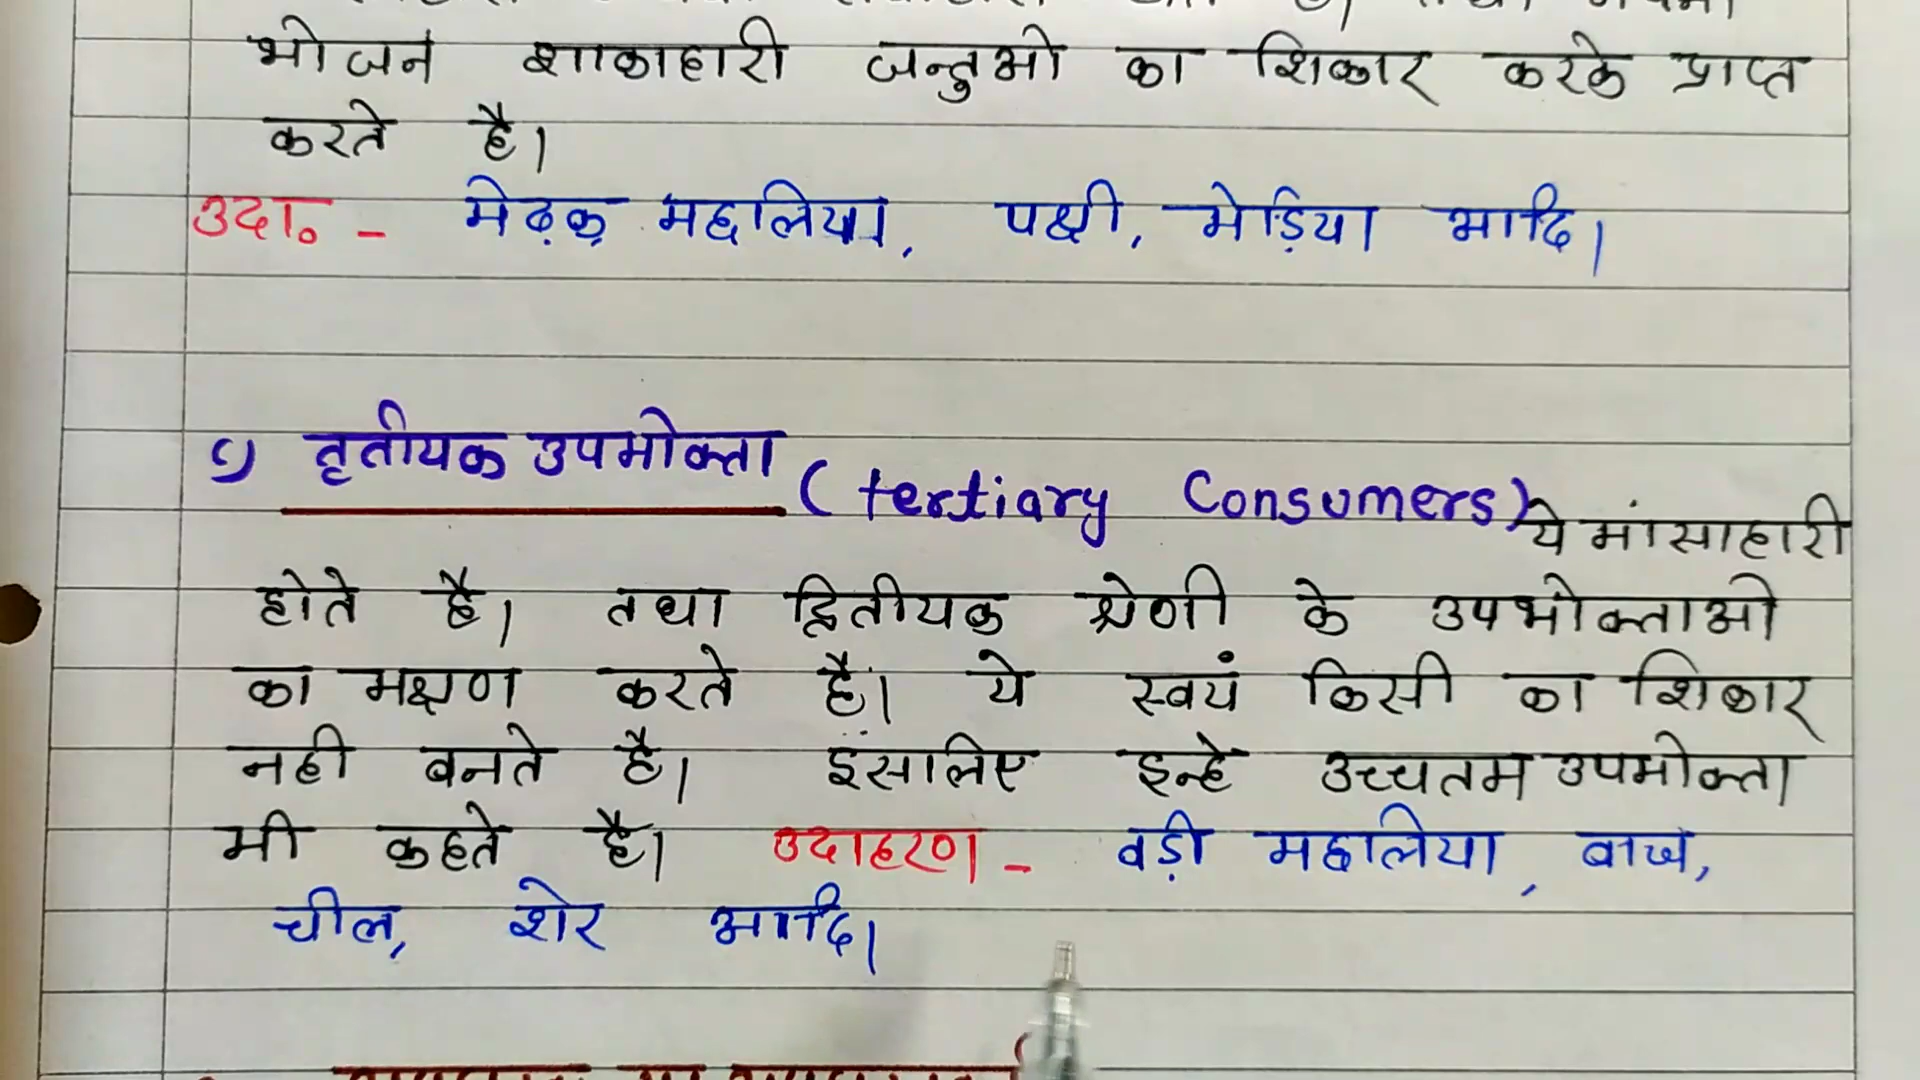 भोजन शाकाहारी जन्तुओ का शिकार करके प्राप्त
करते है।
उदा० - मेढ़क मछलिया, पक्षी, भेड़िया आदि।
c) तृतीयक उपभोक्ता (tertiary Consumers) ये मांसाहारी
होते है। तथा द्वितीयक श्रेणी के उपभोक्ताओ
का भक्षण करते है। ये स्वयं किसी का शिकार
नही बनते है। इंसालिए इन्हे उच्चतम उपभोक्ता
भी कहते है। उदाहरण - बड़ी मछलिया, बाज,
चील, शेर आदि।